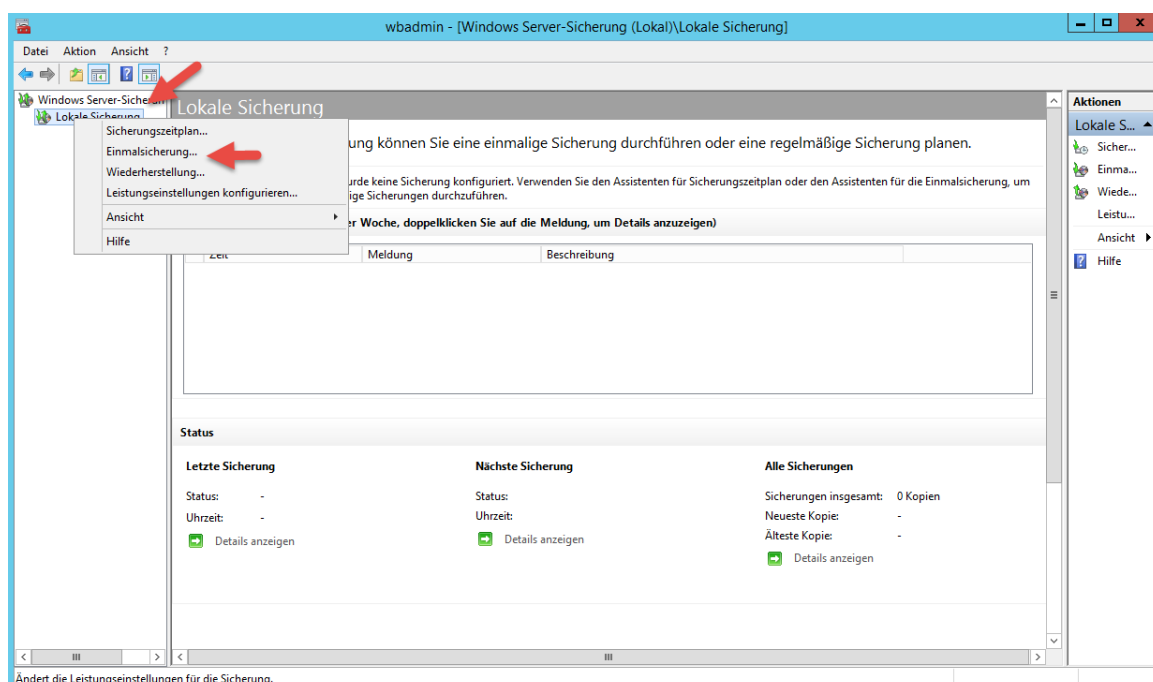 wbadmin - [Windows Server-Sicherung (Lokal)\Lokale Sicherung]
Datei Aktion Ansicht ?
Windows Server-Sicherun
Lokale Sicherung
Lokale Sicherung
Sicherungszeitplan...
Einmalsicherung...
Wiederherstellung...
Leistungseinstellungen konfigurieren...
Ansicht
Hilfe
ung können Sie eine einmalige Sicherung durchführen oder eine regelmäßige Sicherung planen.
urde keine Sicherung konfiguriert. Verwenden Sie den Assistenten für Sicherungszeitplan oder den Assistenten für die Einmalsicherung, um
ige Sicherungen durchzuführen.
er Woche, doppelklicken Sie auf die Meldung, um Details anzuzeigen)
Zeit Meldung Beschreibung
Status
Letzte Sicherung
Status: -
Uhrzeit: -
Details anzeigen
Nächste Sicherung
Status:
Uhrzeit:
Details anzeigen
Alle Sicherungen
Sicherungen insgesamt: 0 Kopien
Neueste Kopie: -
Älteste Kopie: -
Details anzeigen
Aktionen
Lokale S...
Sicher...
Einma...
Wiede...
Leistu...
Ansicht
Hilfe
Ändert die Leistungseinstellungen für die Sicherung.